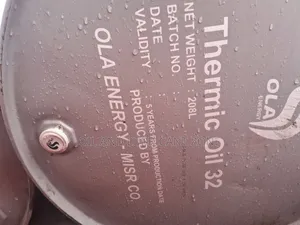 OLA
ENERGY
Thermic Oil 32
NET WEIGHT : 208L
BATCH NO. :
DATE :
VALIDITY : 5 YEARS FROM PRODUCTION DATE
PRODUCED BY
OLA ENERGY - MISR CO.